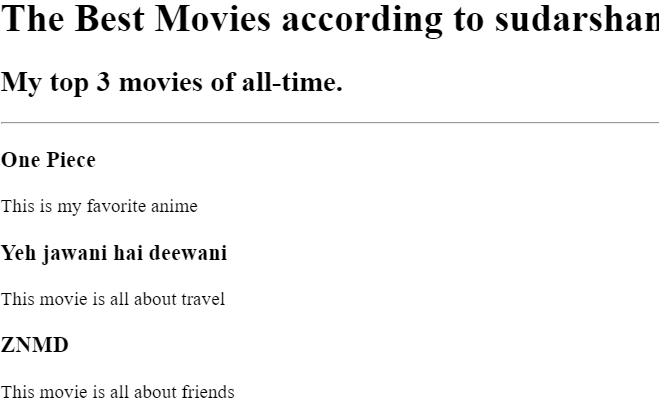 The Best Movies according to sudarshan
My top 3 movies of all-time.
One Piece
This is my favorite anime
Yeh jawani hai deewani
This movie is all about travel
ZNMD
This movie is all about friends